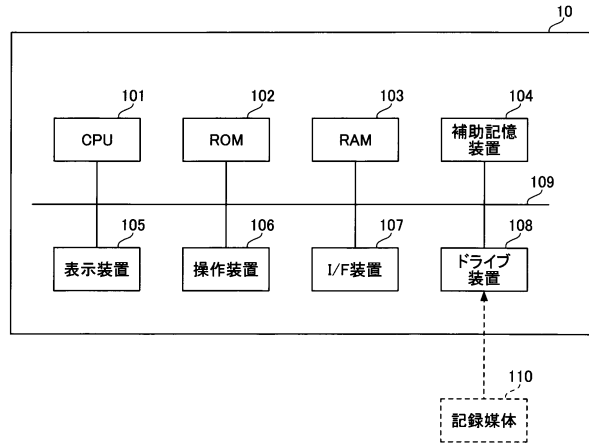 10
101
102
103
104
CPU
ROM
RAM
補助記憶
装置
109
105
106
107
108
表示装置
操作装置
I/F装置
ドライブ
装置
110
記録媒体